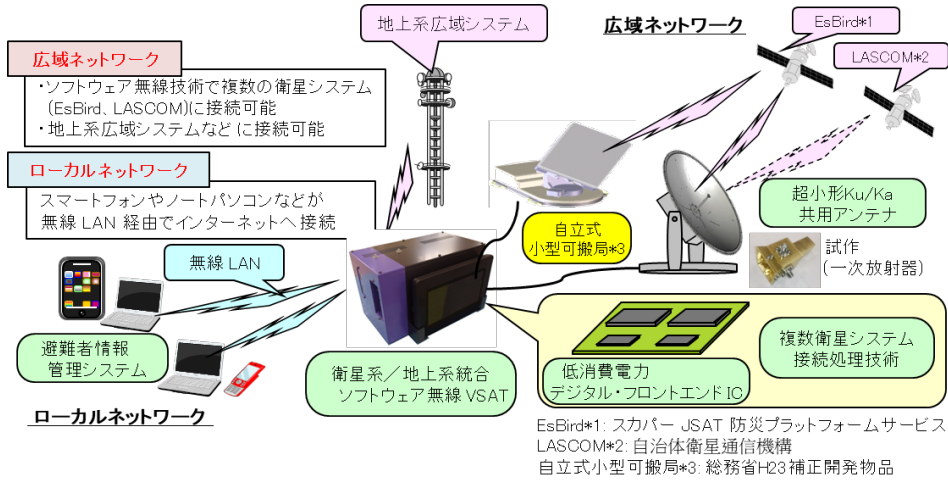 地上系広域システム
広域ネットワーク
EsBird*1
LASCOM*2
広域ネットワーク
・ソフトウェア無線技術で複数の衛星システム
(EsBird、LASCOM)に接続可能
・地上系広域システムなどに接続可能
ローカルネットワーク
スマートフォンやノートパソコンなどが
無線 LAN 経由でインターネットへ接続
無線 LAN
自立式
小型可搬局*3
超小形Ku/Ka
共用アンテナ
試作
(一次放射器)
避難者情報
管理システム
ローカルネットワーク
衛星系／地上系統合
ソフトウェア無線 VSAT
低消費電力
デジタル・フロントエンドIC
複数衛星システム
接続処理技術
EsBird*1: スカパー JSAT 防災プラットフォームサービス
LASCOM*2: 自治体衛星通信機構
自立式小型可搬局*3: 総務省H23補正開発物品